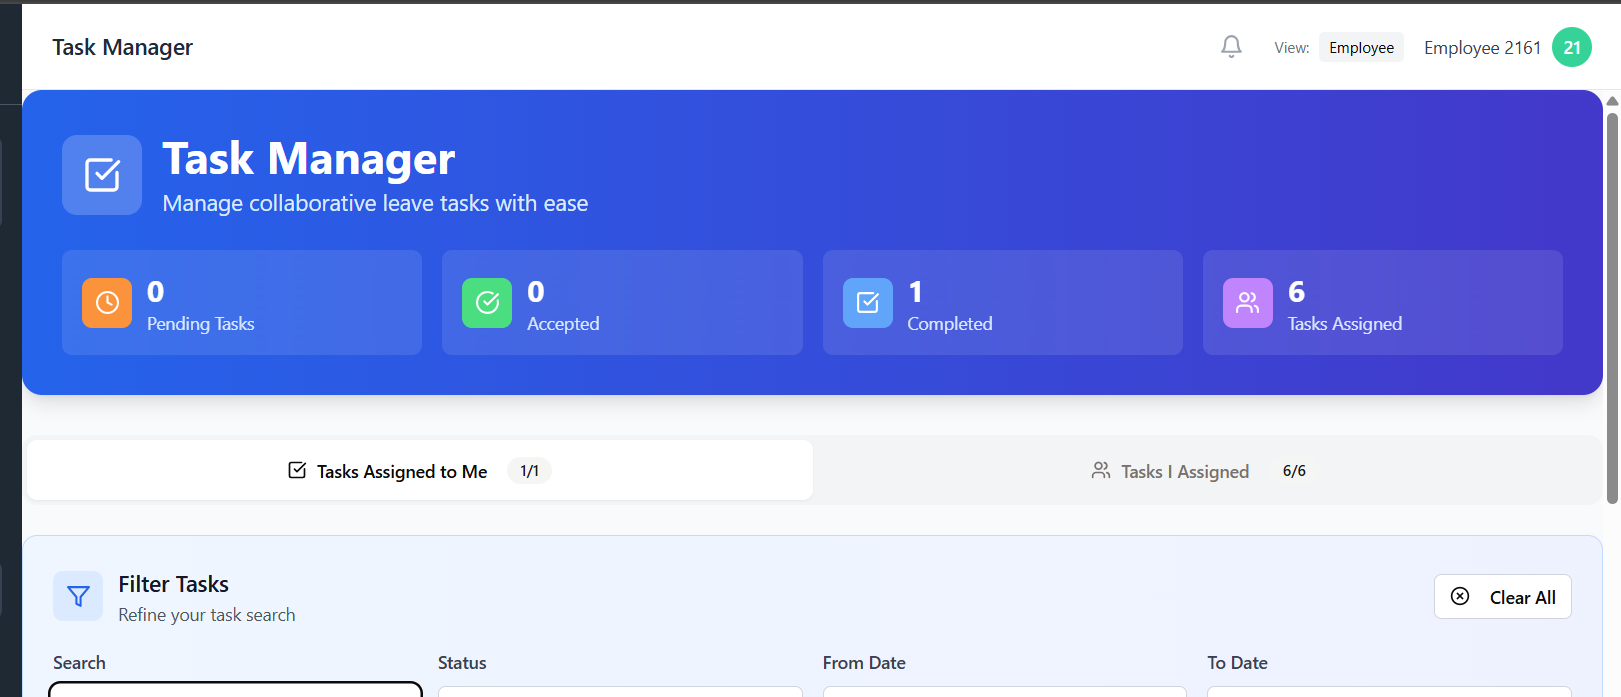 Task Manager
View: Employee Employee 2161 21
Task Manager
Manage collaborative leave tasks with ease
0
Pending Tasks
0
Accepted
1
Completed
6
Tasks Assigned
Tasks Assigned to Me 1/1
Tasks I Assigned 6/6
Filter Tasks
Refine your task search
Clear All
Search
Status
From Date
To Date